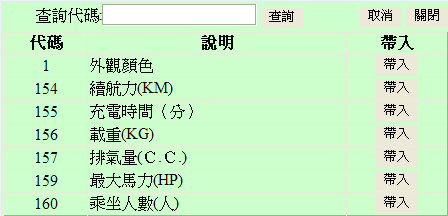 查詢代碼: 查詢 取消 關閉
代碼 說明 帶入
1 外觀顏色 帶入
154 續航力(KM) 帶入
155 充電時間〈分〉 帶入
156 載重(KG) 帶入
157 排氣量(C.C.) 帶入
159 最大馬力(HP) 帶入
160 乘坐人數(人) 帶入